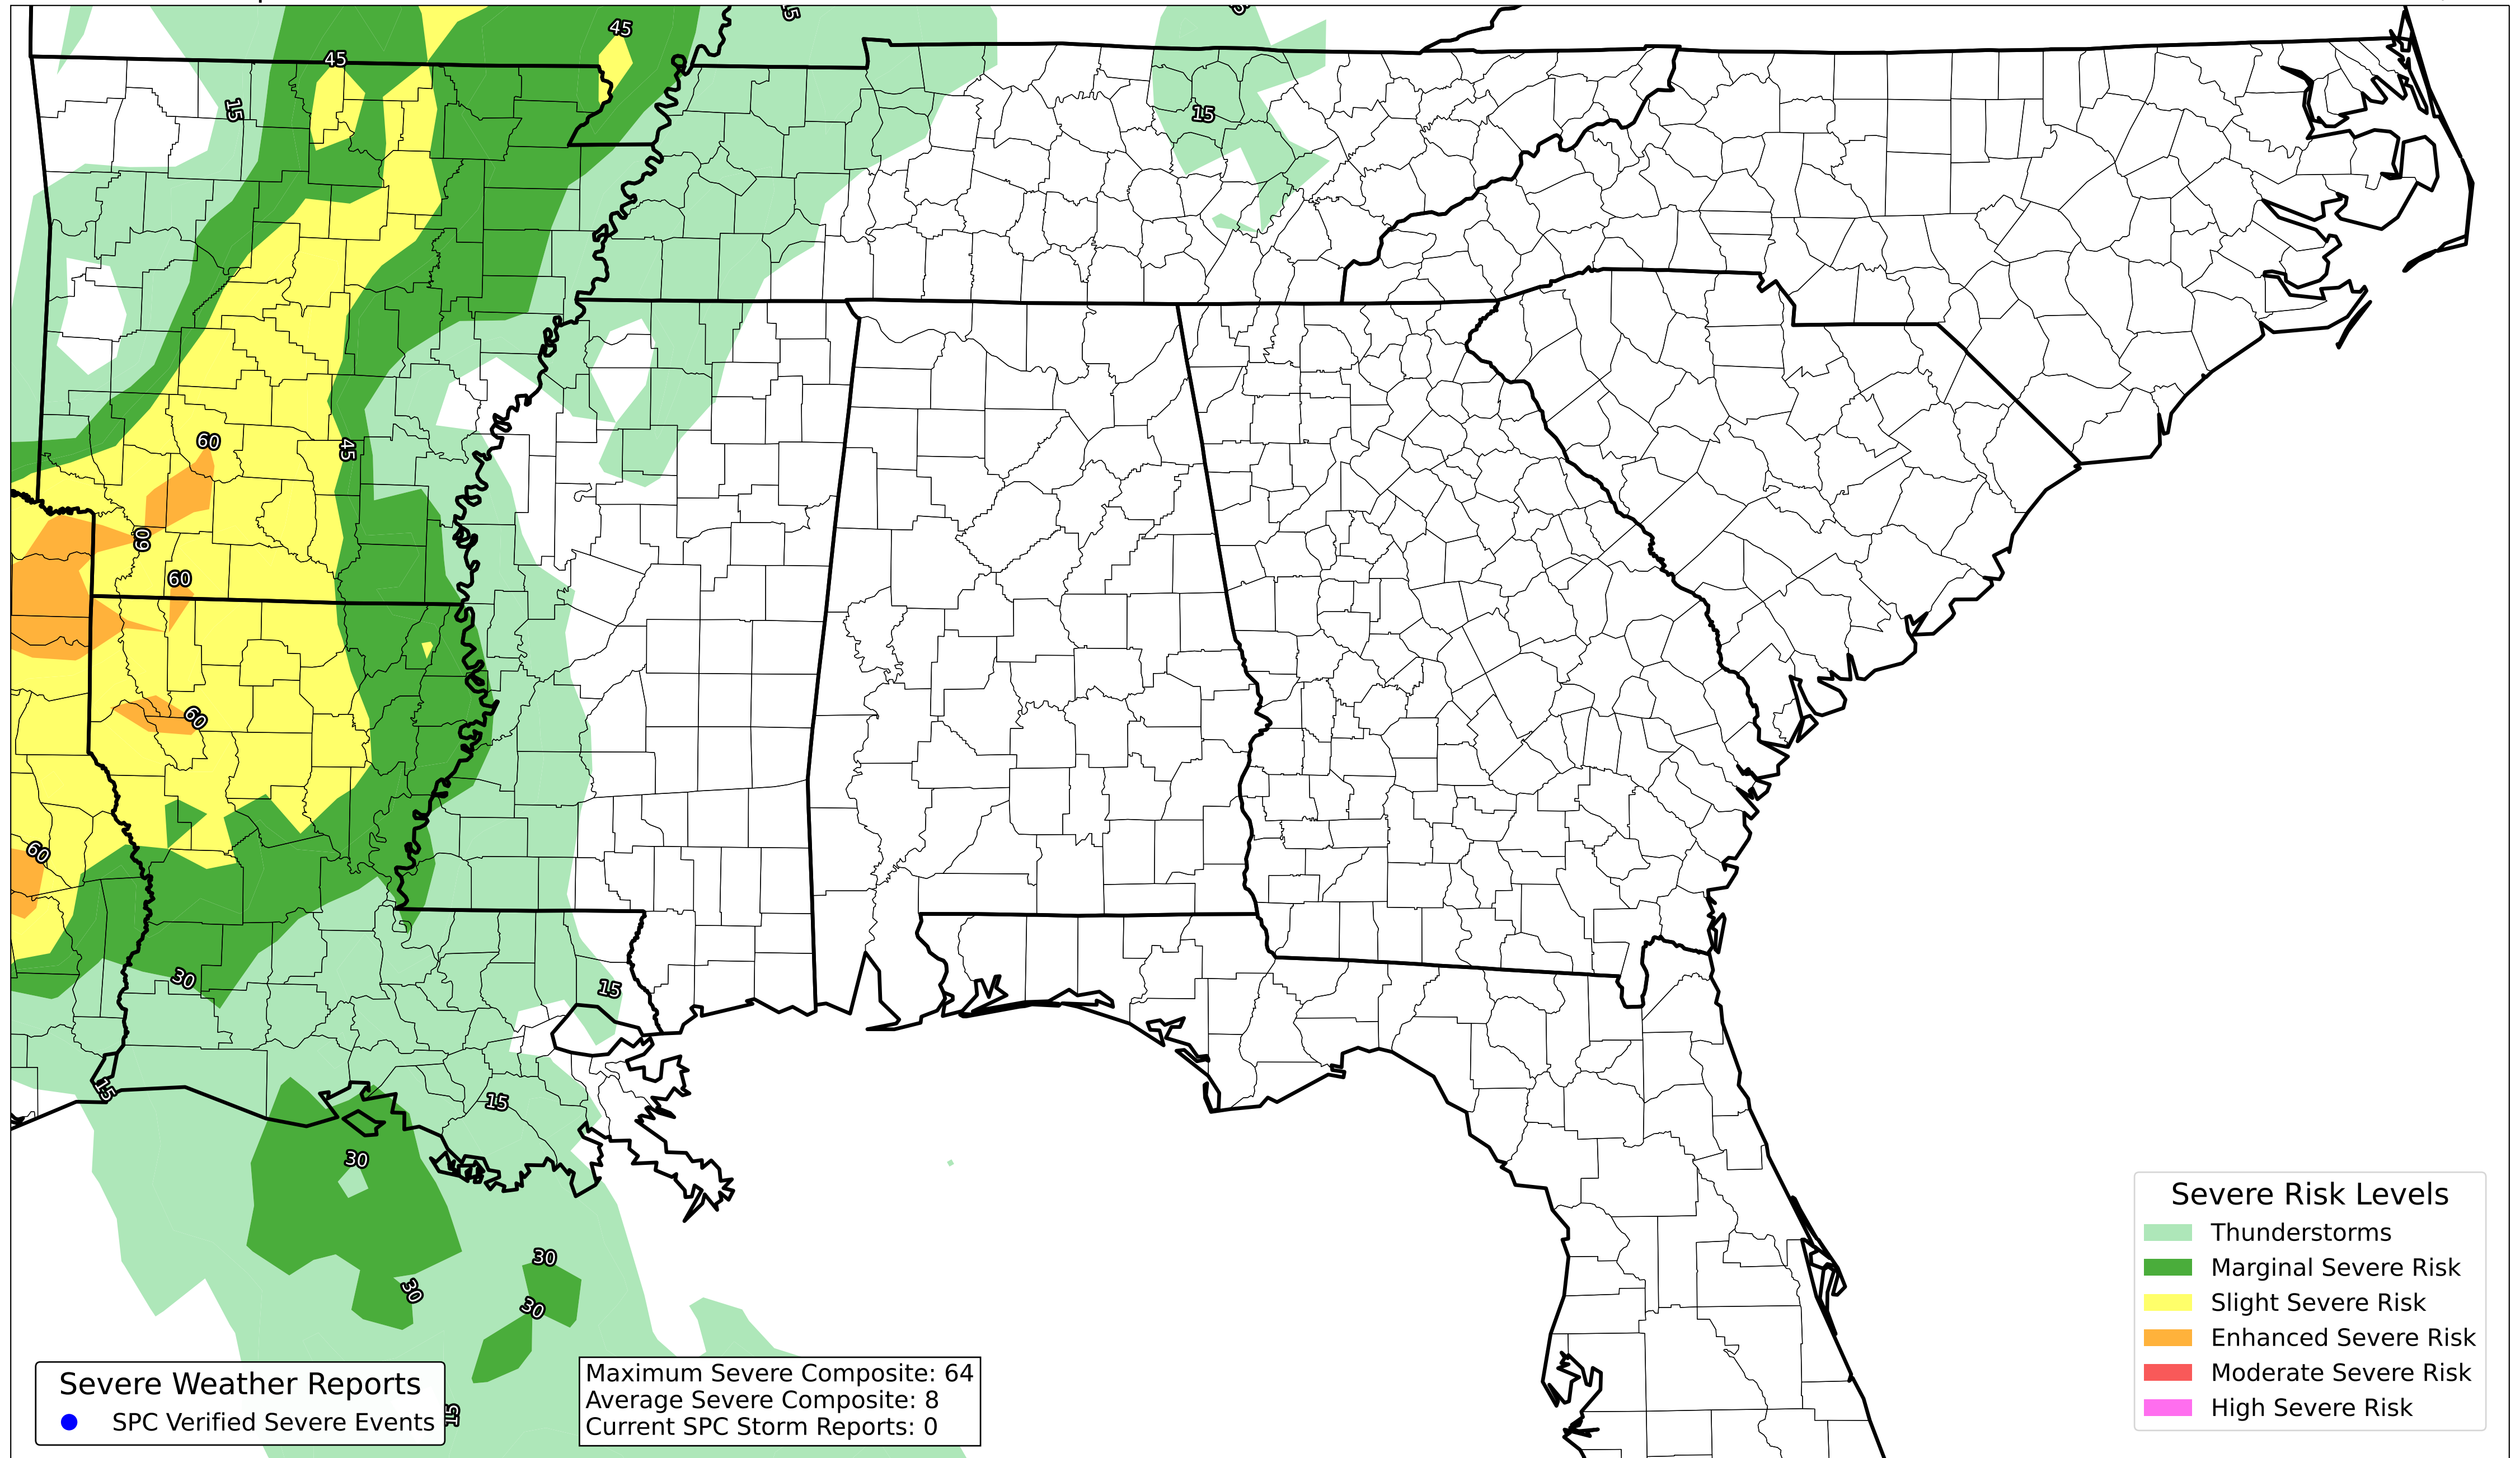 45
45
15
15
15
60
45
60
60
60
60
30
15
15
15
30
30
30
30
15
Severe Risk Levels
Thunderstorms
Marginal Severe Risk
Slight Severe Risk
Enhanced Severe Risk
Moderate Severe Risk
High Severe Risk
Severe Weather Reports
SPC Verified Severe Events
Maximum Severe Composite: 64
Average Severe Composite: 8
Current SPC Storm Reports: 0